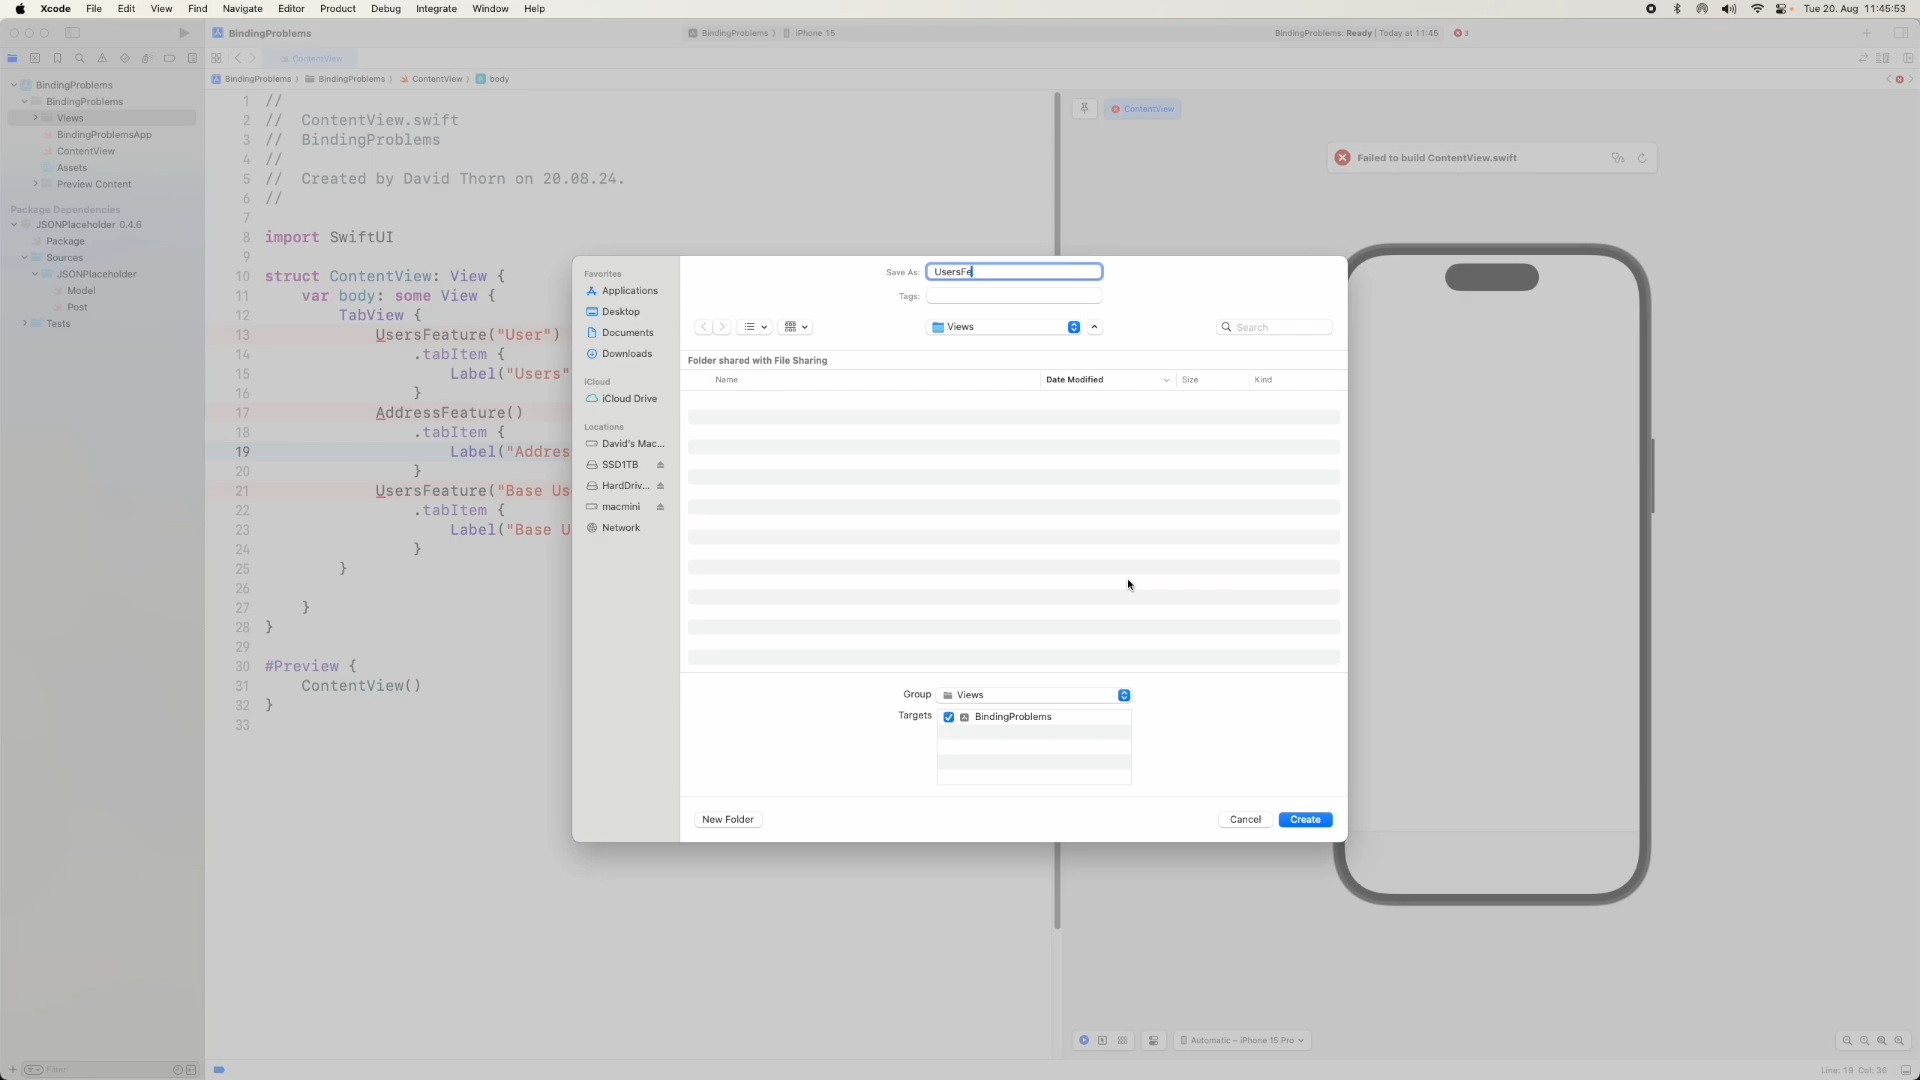 Xcode File Edit View Find Navigate Editor Product Debug Integrate Window Help
Tue 20. Aug 11:45:53
BindingProblems
BindingProblems 〉 iPhone 15
BindingProblems: Ready | Today at 11:45
3
ContentView
BindingProblems 〉 BindingProblems 〉 ContentView 〉 body
BindingProblems
BindingProblems
Views
BindingProblemsApp
ContentView
Assets
Preview Content
Package Dependencies
JSONPlaceholder 0.4.6
Package
Sources
JSONPlaceholder
Model
Post
Tests
Filter
1 //
2 // ContentView.swift
3 // BindingProblems
4 //
5 // Created by David Thorn on 20.08.24.
6 //
7
8 import SwiftUI
9
10 struct ContentView: View {
11 var body: some View {
12 TabView {
13 UsersFeature("User")
14 .tabItem {
15 Label("Users"
16 }
17 AddressFeature()
18 .tabItem {
19 Label("Addres
20 }
21 UsersFeature("Base Us
22 .tabItem {
23 Label("Base U
24 }
25 }
26
27 }
28 }
29
30 #Preview {
31 ContentView()
32 }
33
Favorites
Applications
Desktop
Documents
Downloads
iCloud
iCloud Drive
Locations
David's Mac...
SSD1TB
HardDriv...
macmini
Network
Save As: UsersFe
Tags:
Views
Search
Folder shared with File Sharing
Name Date Modified Size Kind
Group Views
Targets BindingProblems
New Folder Cancel Create
ContentView
Failed to build ContentView.swift
Automatic – iPhone 15 Pro
Line: 19 Col: 36